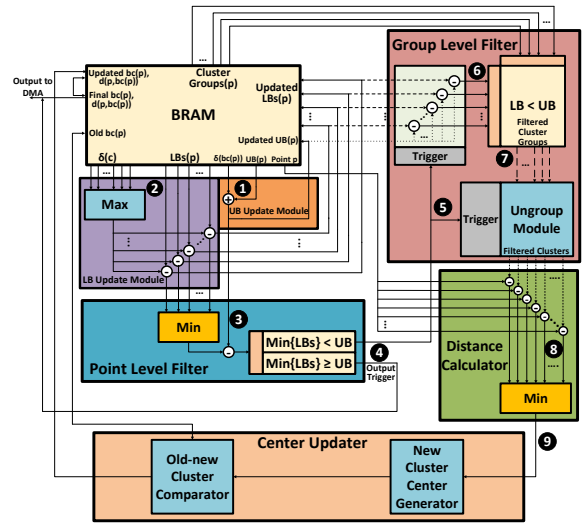 ...
Output to
DMA
Updated bc(p),
d(p,bc(p))
Final bc(p),
d(p,bc(p))
Old bc(p)
Cluster
Groups(p)
BRAM
Updated
LBs(p)
Updated UB(p)
δ(c)
LBs(p)
δ(bc(p))
UB(p)
Point p
...
...
Group Level Filter
6
...
Trigger
LB < UB
Filtered
Cluster
Groups
7
...
5
Trigger
Ungroup
Module
Filtered Clusters
2
Max
...
LB Update Module
1
+
UB Update Module
...
...
Min
3
Min{LBs} < UB
Min{LBs} ≥ UB
4
Output
Trigger
Point Level Filter
...
8
....
Distance
Calculator
Min
9
Center Updater
Old-new
Cluster
Comparator
New
Cluster
Center
Generator